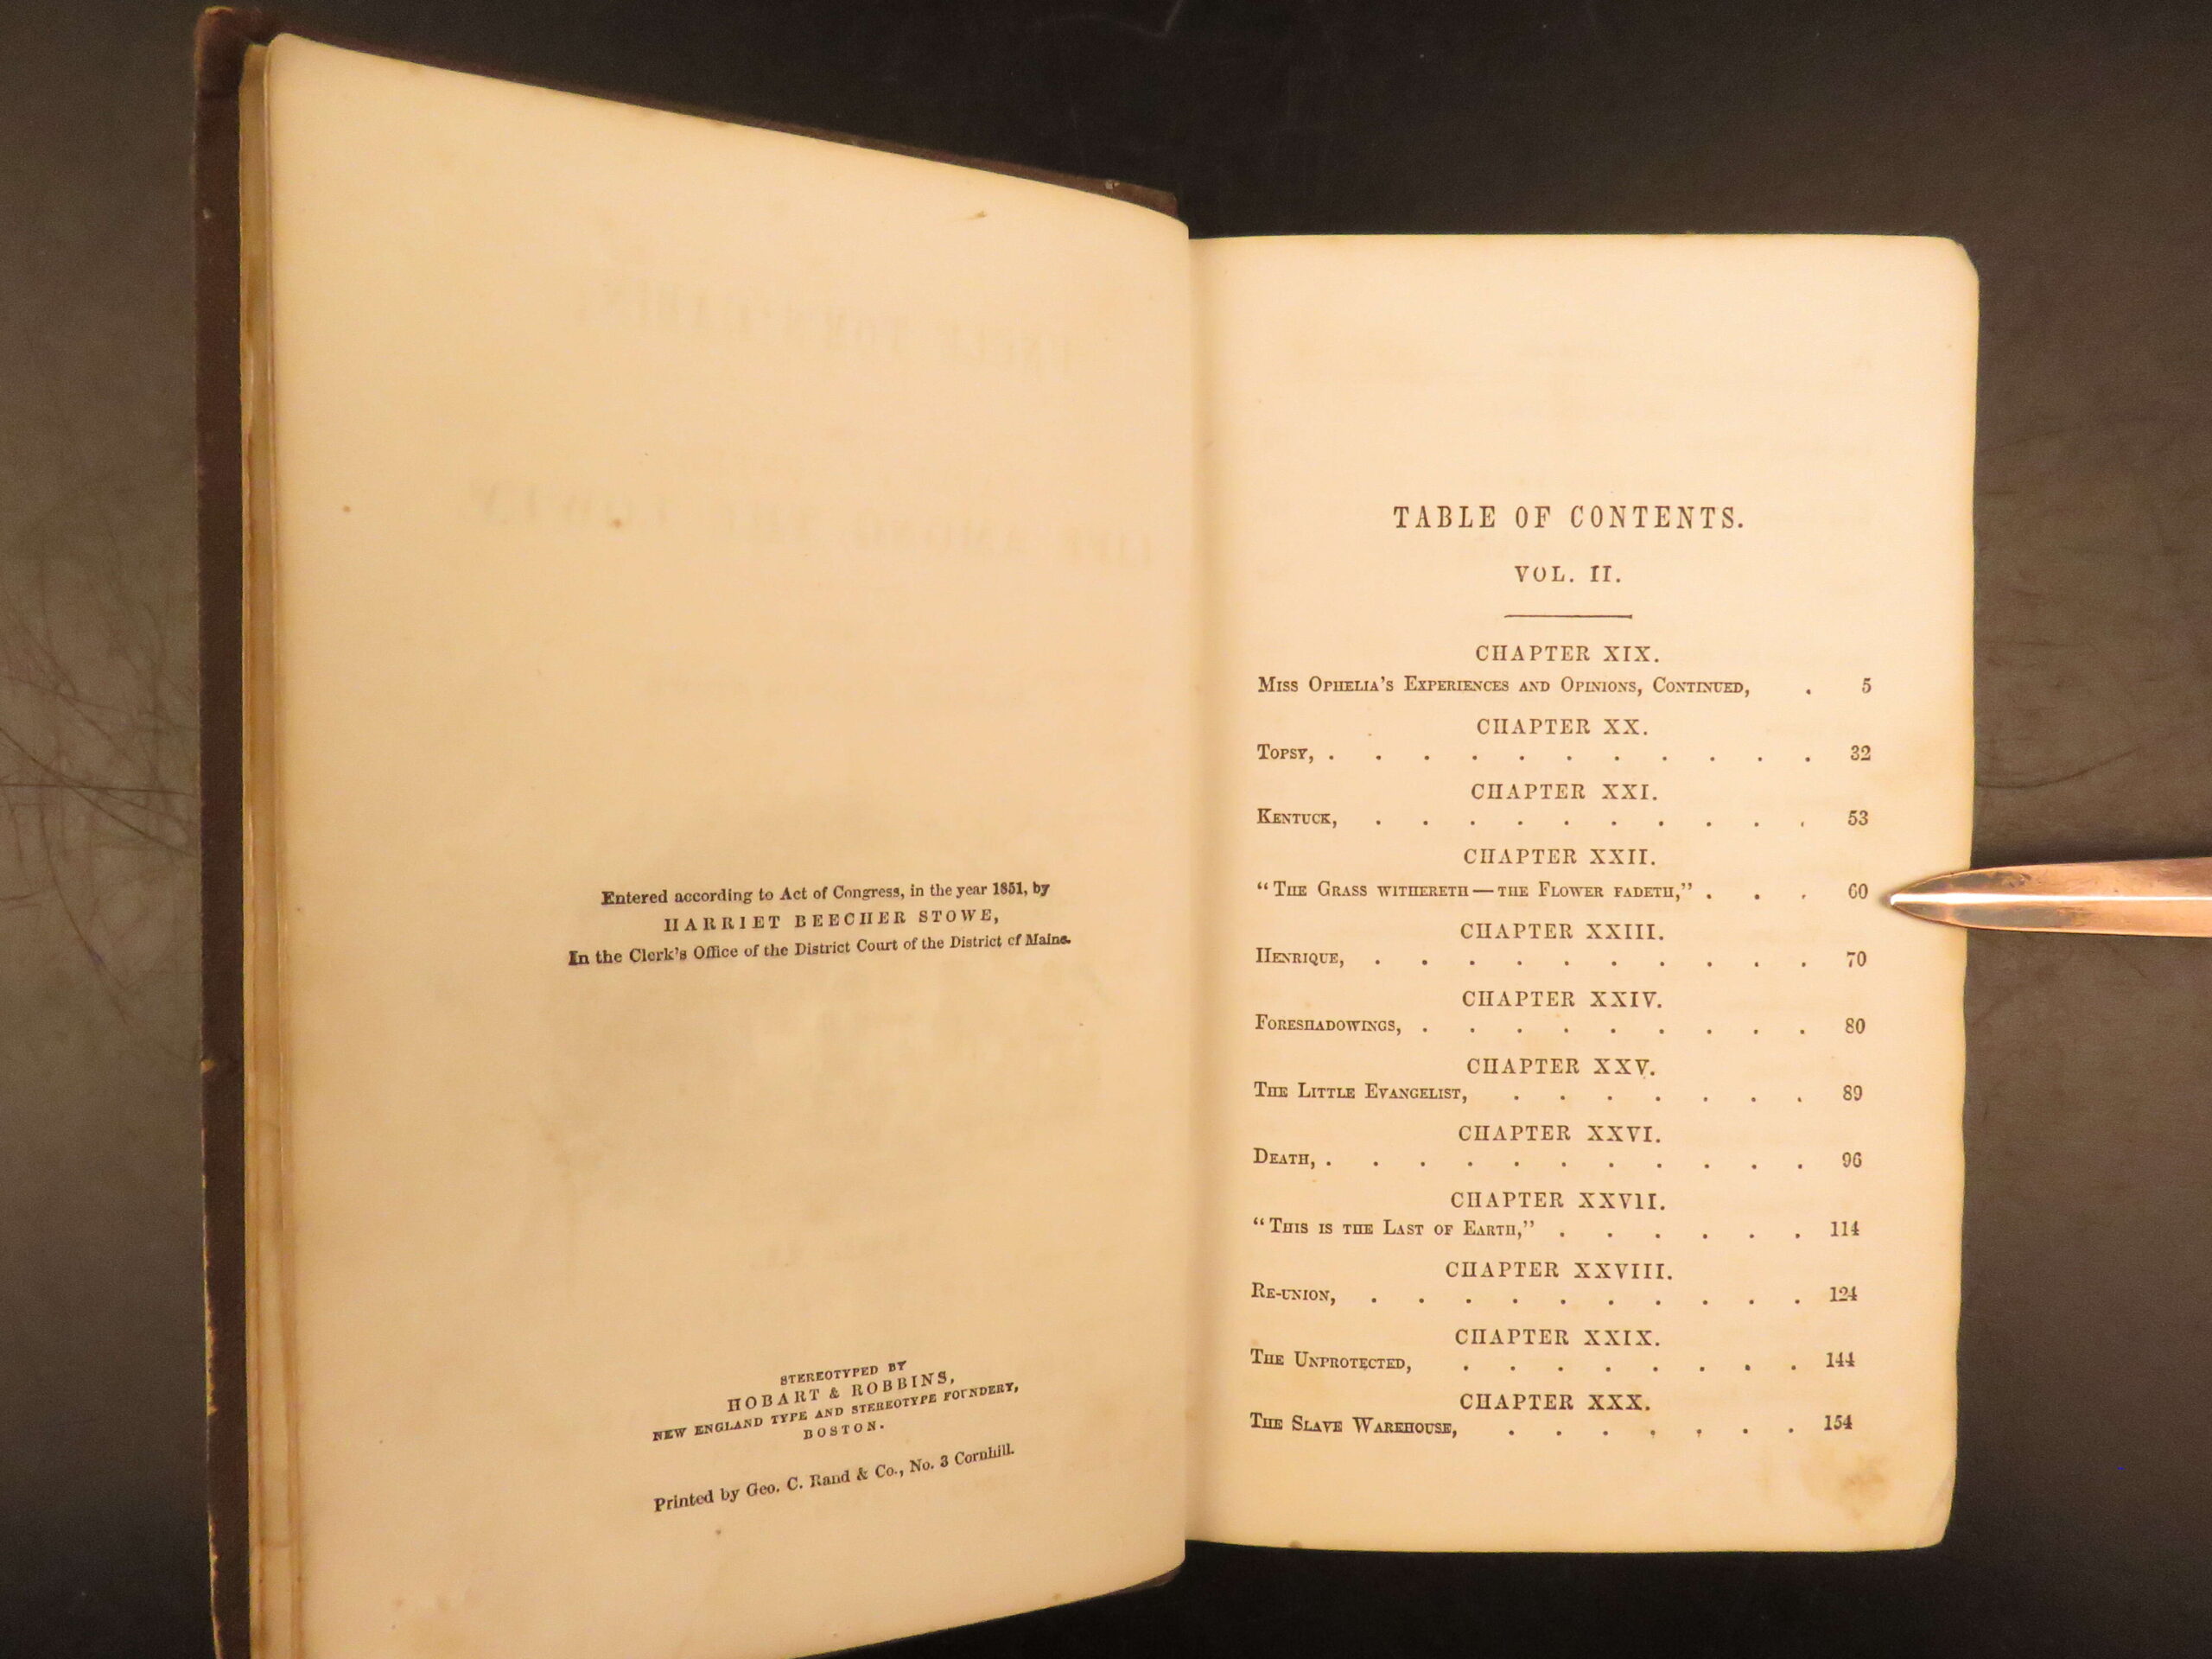 Entered according to Act of Congress, in the year 1851, by
HARRIET BEECHER STOWE,
In the Clerk's Office of the District Court of the District of Maine.
STEREOTYPED BY
HOBART & ROBBINS,
NEW ENGLAND TYPE AND STEREOTYPE FOUNDERY,
BOSTON.
Printed by Geo. C. Rand & Co., No. 3 Cornhill.
TABLE OF CONTENTS.
VOL. II.
CHAPTER XIX.
Miss Ophelia's Experiences and Opinions, Continued, . 5
CHAPTER XX.
Topsy, . . . . . . . . . . . 32
CHAPTER XXI.
Kentuck, . . . . . . . . . . 53
CHAPTER XXII.
“The Grass withereth — the Flower fadeth,” . . . 60
CHAPTER XXIII.
Henrique, . . . . . . . . . . 70
CHAPTER XXIV.
Foreshadowings, . . . . . . . . . 80
CHAPTER XXV.
The Little Evangelist, . . . . . . . 89
CHAPTER XXVI.
Death, . . . . . . . . . . . 96
CHAPTER XXVII.
“This is the Last of Earth,” . . . . . . 114
CHAPTER XXVIII.
Re-union, . . . . . . . . . . 124
CHAPTER XXIX.
The Unprotected, . . . . . . . . 144
CHAPTER XXX.
The Slave Warehouse, . . . . . . . 154